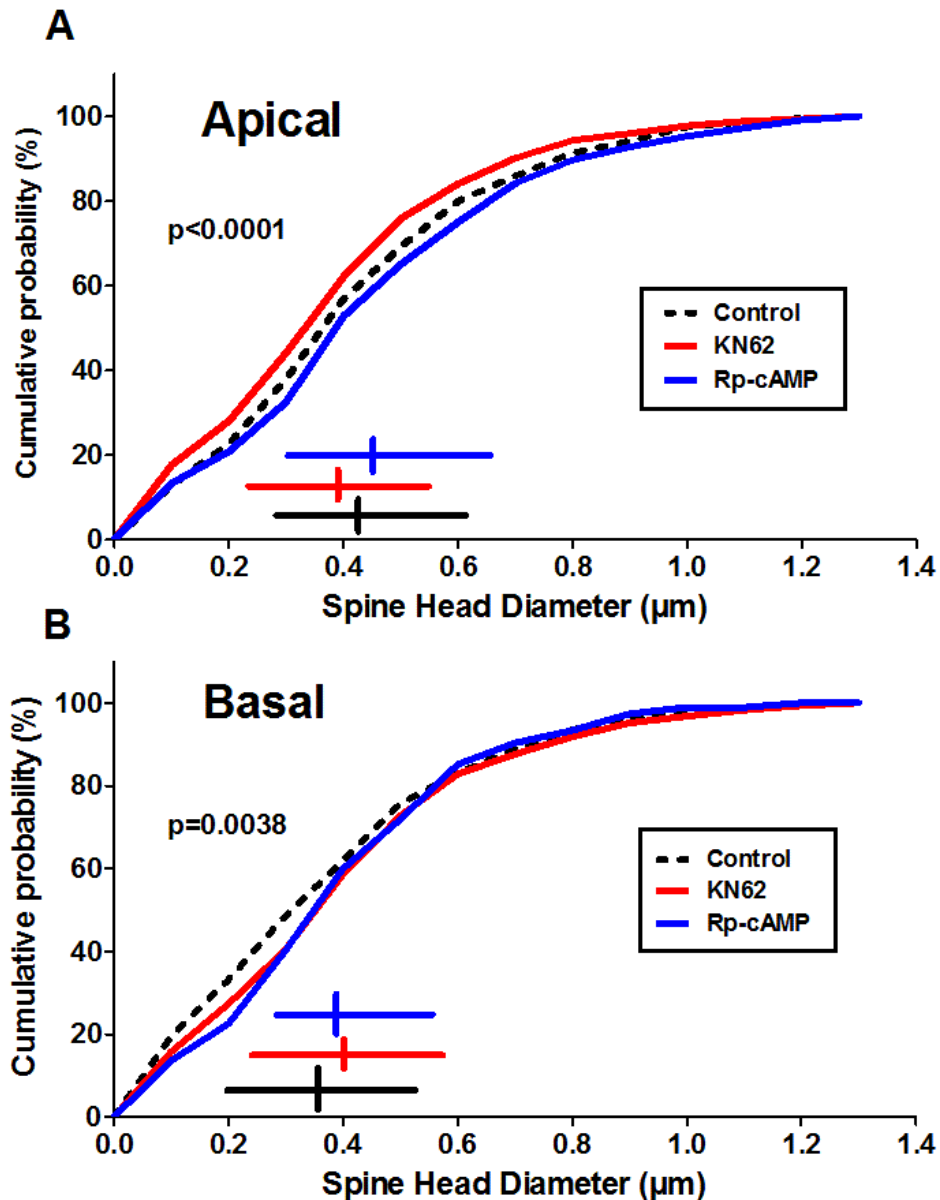 A
Apical
Cumulative probability (%)
100
80
60
40
20
0
p<0.0001
Control
KN62
Rp-cAMP
0.0 0.2 0.4 0.6 0.8 1.0 1.2 1.4
Spine Head Diameter (µm)
B
Basal
Cumulative probability (%)
100
80
60
40
20
0
p=0.0038
Control
KN62
Rp-cAMP
0.0 0.2 0.4 0.6 0.8 1.0 1.2 1.4
Spine Head Diameter (µm)